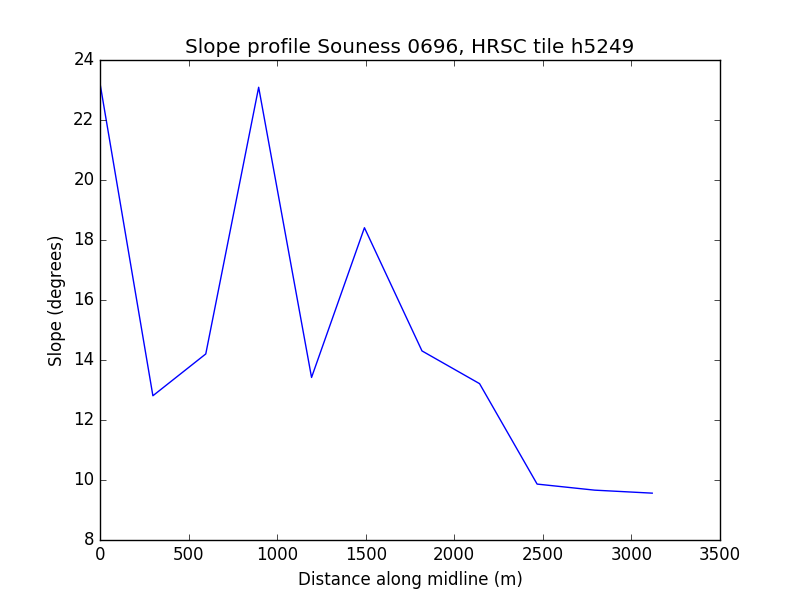 Slope profile Souness 0696, HRSC tile h5249
24
22
20
18
16
14
12
10
8
Slope (degrees)
0 500 1000 1500 2000 2500 3000 3500
Distance along midline (m)